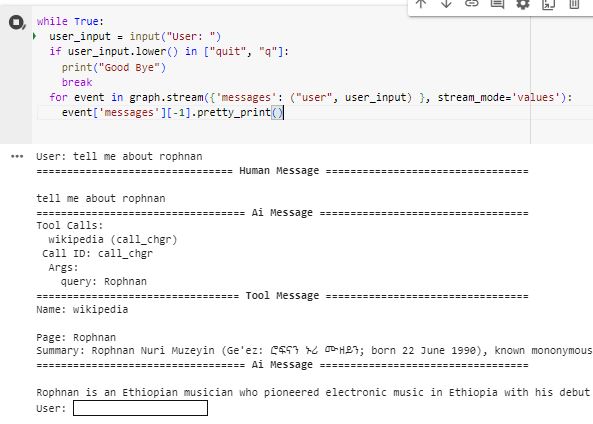 while True:
user_input = input("User: ")
if user_input.lower() in ["quit", "q"]:
print("Good Bye")
break
for event in graph.stream({'messages': ("user", user_input) }, stream_mode='values'):
event['messages'][-1].pretty_print()
User: tell me about rophnan
================================ Human Message =================================
tell me about rophnan
================================== Ai Message ==================================
Tool Calls:
wikipedia (call_chgr)
Call ID: call_chgr
Args:
query: Rophnan
================================= Tool Message =================================
Name: wikipedia
Page: Rophnan
Summary: Rophnan Nuri Muzeyin (Ge'ez: ሮፍናን ኑሪ ሙዘይን; born 22 June 1990), known mononymous
================================== Ai Message ==================================
Rophnan is an Ethiopian musician who pioneered electronic music in Ethiopia with his debut
User: